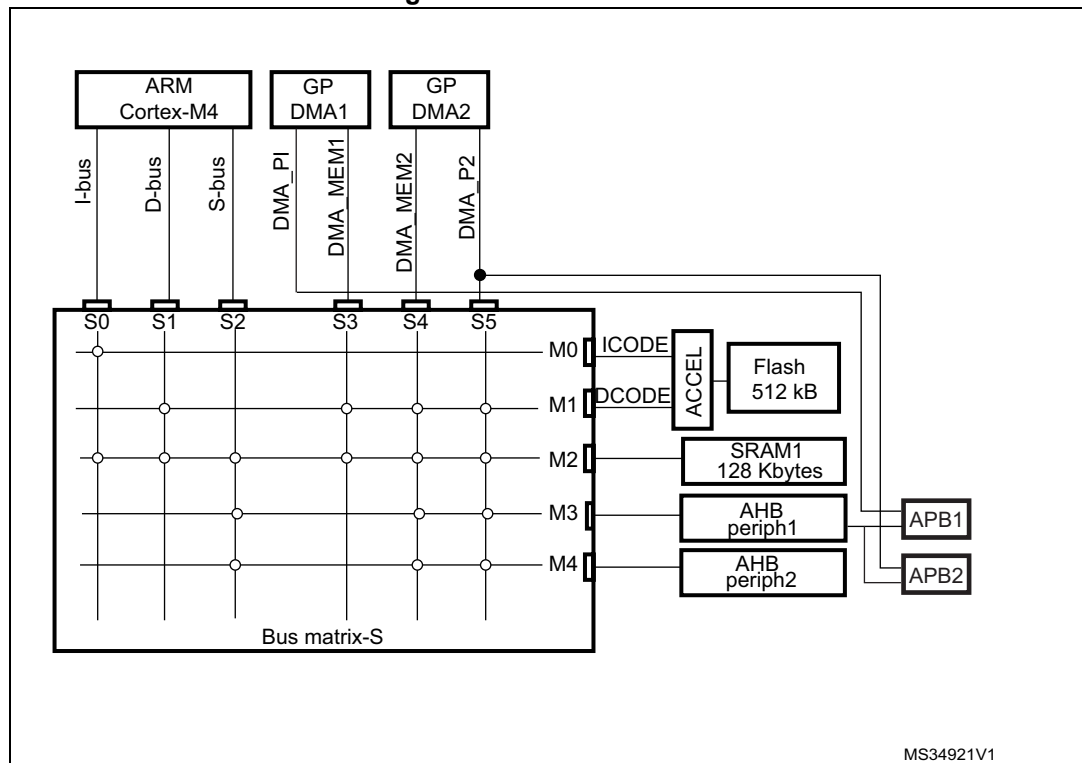 ARM
Cortex-M4
GP
DMA1
GP
DMA2
I-bus
D-bus
S-bus
DMA_PI
DMA_MEM1
DMA_MEM2
DMA_P2
S0
S1
S2
S3
S4
S5
M0
ICODE
M1
DCODE
ACCEL
Flash
512 kB
M2
SRAM1
128 Kbytes
M3
AHB
periph1
APB1
M4
AHB
periph2
APB2
Bus matrix-S
MS34921V1